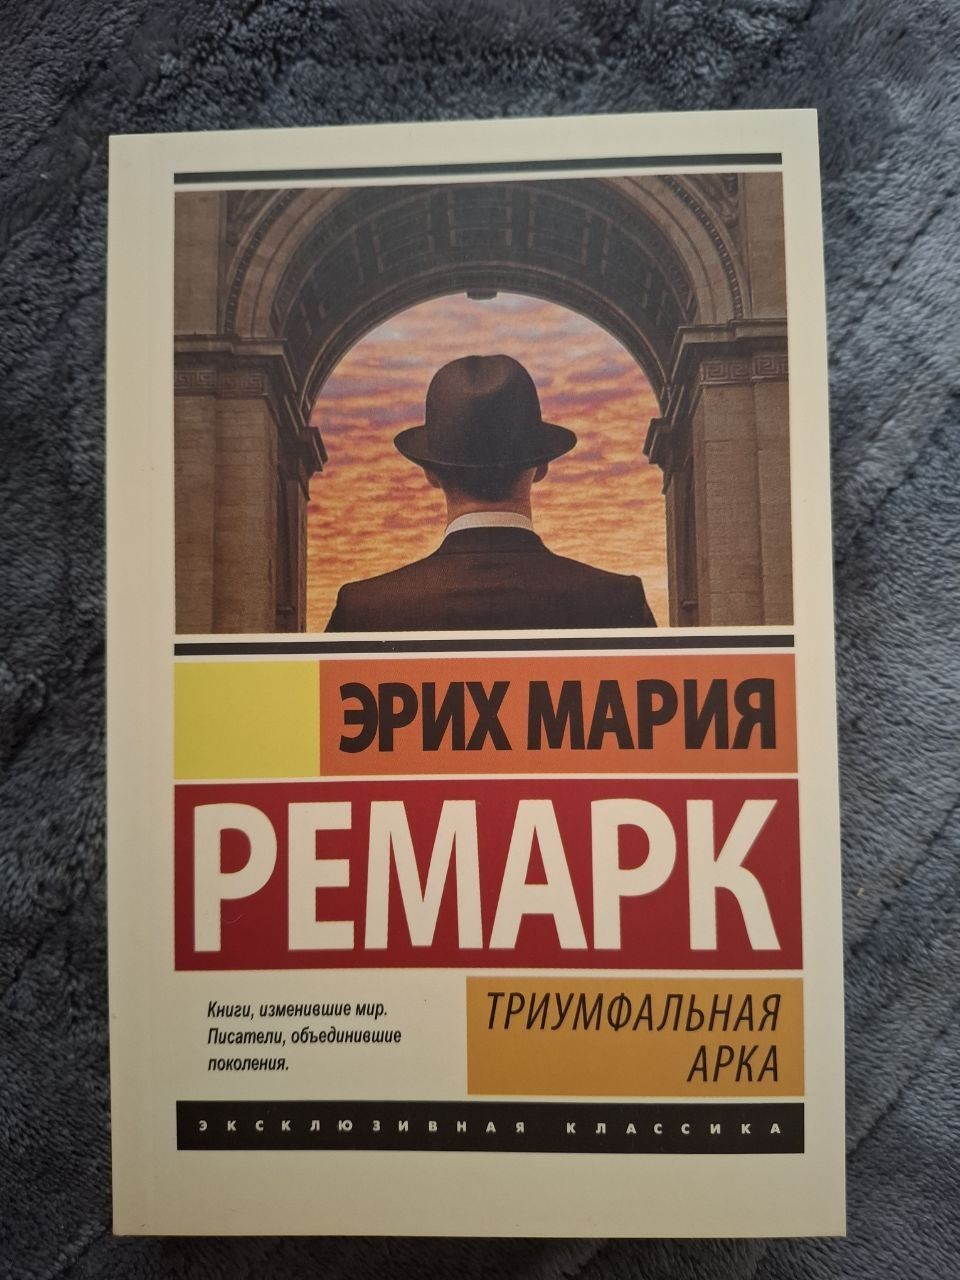 ЭРИХ МАРИЯ
РЕМАРК
Книги, изменившие мир.
Писатели, объединившие
поколения.
ТРИУМФАЛЬНАЯ
АРКА
ЭКСКЛЮЗИВНАЯ КЛАССИКА